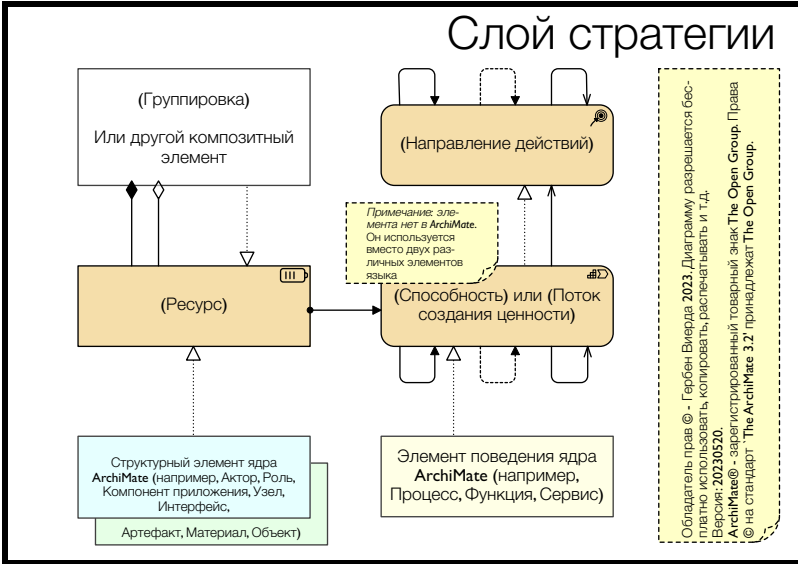 Слой стратегии
(Группировка)
Или другой композитный
элемент
(Направление действий)
Примечание: эле-
мента нет в ArchiMate.
Он используется
вместо двух раз-
личных элементов
языка
(Ресурс)
(Способность) или (Поток
создания ценности)
Структурный элемент ядра
ArchiMate (например, Актор, Роль,
Компонент приложения, Узел,
Интерфейс,
Артефакт, Материал, Объект)
Элемент поведения ядра
ArchiMate (например,
Процесс, Функция, Сервис)
Обладатель прав © - Гербен Виерда 2023. Диаграмму разрешается бес-
платно использовать, копировать, распечатывать и т.д.
Версия: 20230520.
ArchiMate® - зарегистрированный товарный знак The Open Group. Права
© на стандарт `The ArchiMate 3.2' принадлежат The Open Group.